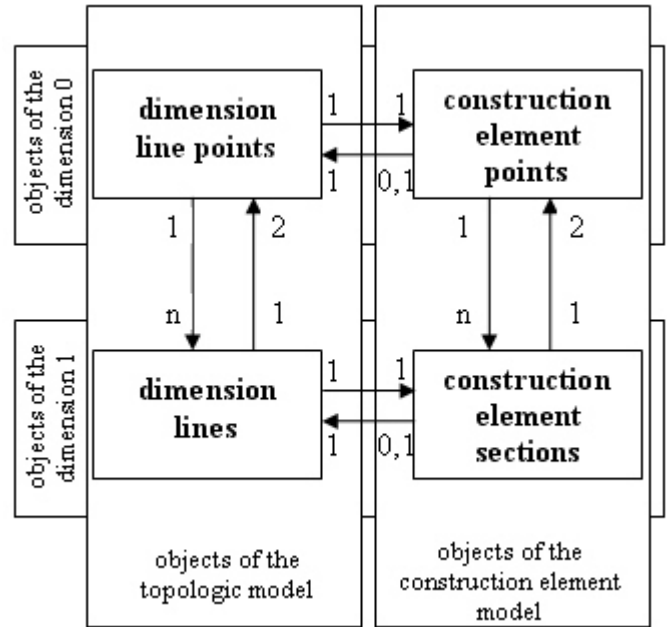 objects of the
dimension 0
dimension
line points
1
1
construction
element
points
1
0,1
1
2
1
2
n
1
n
1
objects of the
dimension 1
dimension
lines
1
1
construction
element
sections
1
0,1
objects of the
topologic model
objects of the
construction element
model